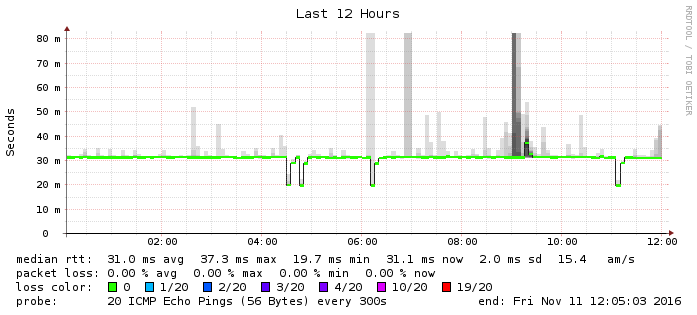 Last 12 Hours
RRDTOOL / TOBI OETIKER
Seconds
80 m
70 m
60 m
50 m
40 m
30 m
20 m
10 m
0
02:00 04:00 06:00 08:00 10:00 12:00
median rtt: 31.0 ms avg 37.3 ms max 19.7 ms min 31.1 ms now 2.0 ms sd 15.4 am/s
packet loss: 0.00 % avg 0.00 % max 0.00 % min 0.00 % now
loss color: 0 1/20 2/20 3/20 4/20 10/20 19/20
probe: 20 ICMP Echo Pings (56 Bytes) every 300s end: Fri Nov 11 12:05:03 2016